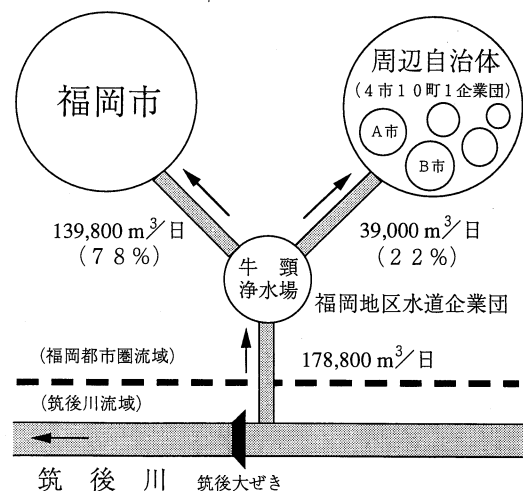 福岡市
周辺自治体
(4市10町1企業団)
A市
B市
139,800 m³/日
(78%)
39,000 m³/日
(22%)
牛頸
浄水場
福岡地区水道企業団
(福岡都市圏流域)
178,800 m³/日
(筑後川流域)
筑後川
筑後大ぜき